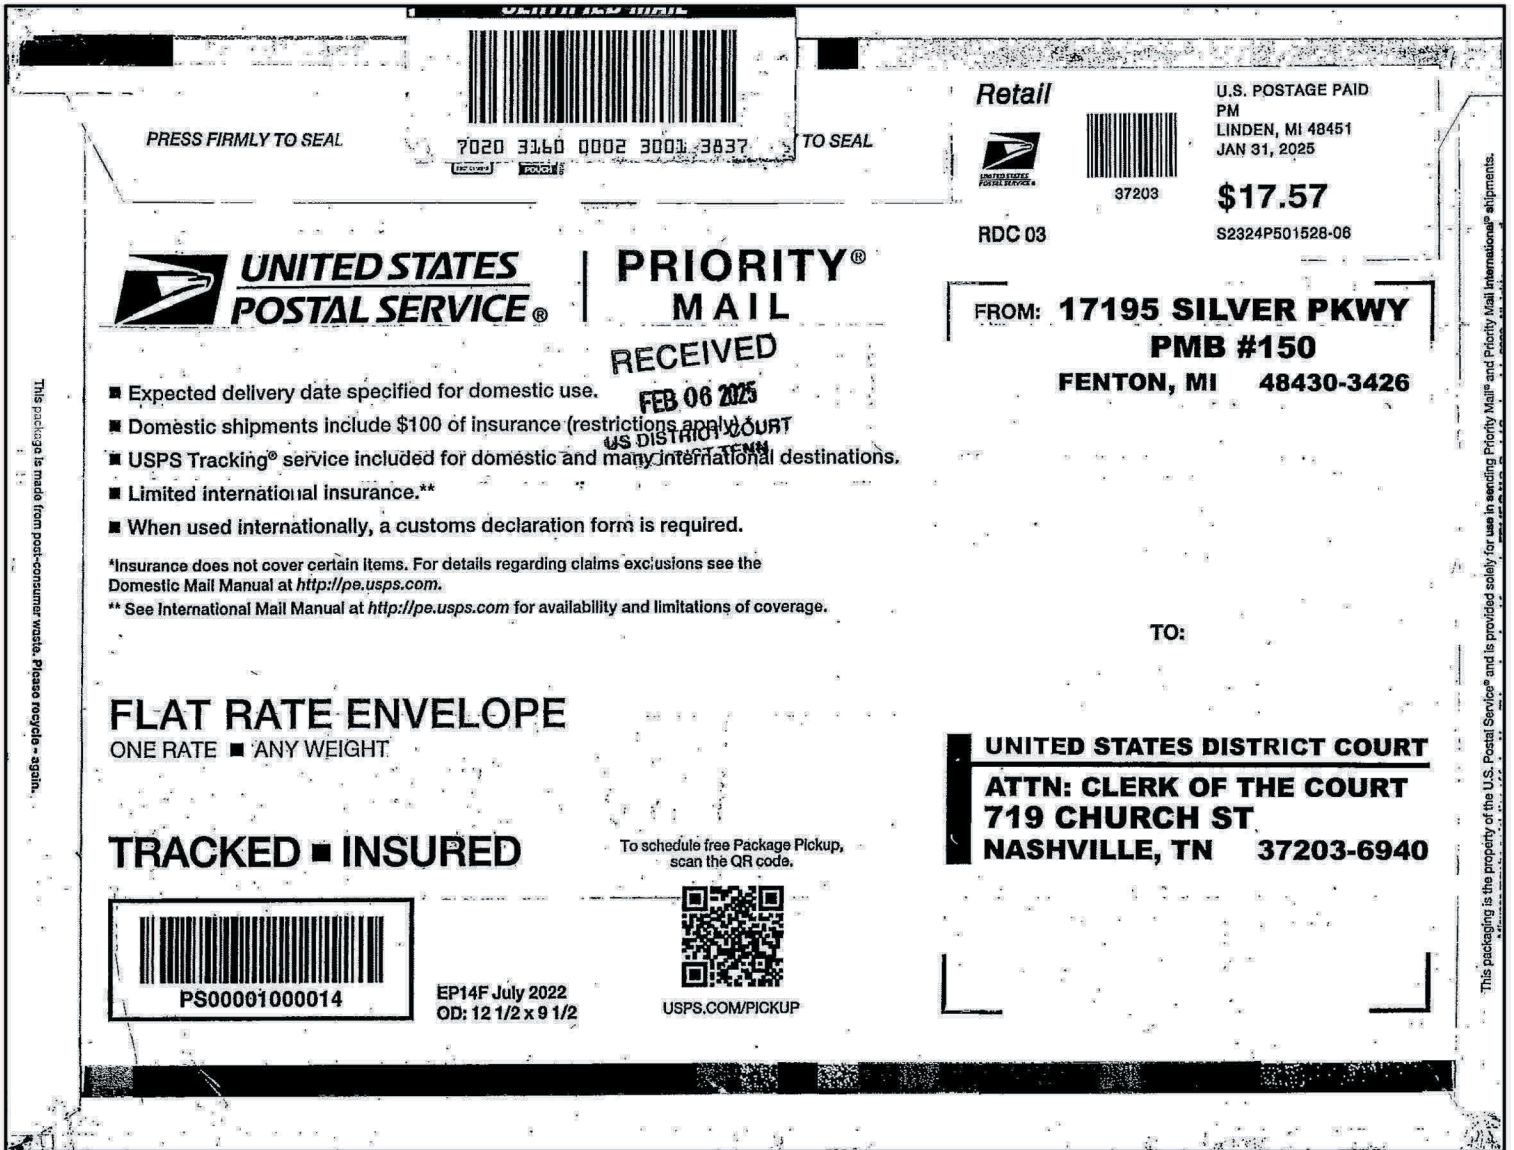 CERTIFIED MAIL
7020 3160 0002 3001 3837
PRESS FIRMLY TO SEAL
TO SEAL
POUCH
Retail
UNITED STATES
POSTAL SERVICE®
37203
RDC 03
U.S. POSTAGE PAID
PM
LINDEN, MI 48451
JAN 31, 2025
$17.57
S2324P501528-06
UNITED STATES
POSTAL SERVICE®
PRIORITY®
MAIL
FROM: 17195 SILVER PKWY
PMB #150
FENTON, MI 48430-3426
RECEIVED
FEB 06 2025
US DISTRICT COURT
TENN
■ Expected delivery date specified for domestic use.
■ Domestic shipments include $100 of insurance (restrictions apply).*
■ USPS Tracking® service included for domestic and many international destinations.
■ Limited international insurance.**
■ When used internationally, a customs declaration form is required.
*Insurance does not cover certain items. For details regarding claims exclusions see the
Domestic Mail Manual at http://pe.usps.com.
** See International Mail Manual at http://pe.usps.com for availability and limitations of coverage.
TO:
FLAT RATE ENVELOPE
ONE RATE ■ ANY WEIGHT
UNITED STATES DISTRICT COURT
ATTN: CLERK OF THE COURT
719 CHURCH ST
NASHVILLE, TN 37203-6940
TRACKED ■ INSURED
To schedule free Package Pickup,
scan the QR code.
PS00001000014
EP14F July 2022
OD: 12 1/2 x 9 1/2
USPS.COM/PICKUP
This package is made from post-consumer waste. Please recycle - again.
This packaging is the property of the U.S. Postal Service® and is provided solely for use in sending Priority Mail® and Priority Mail International® shipments.